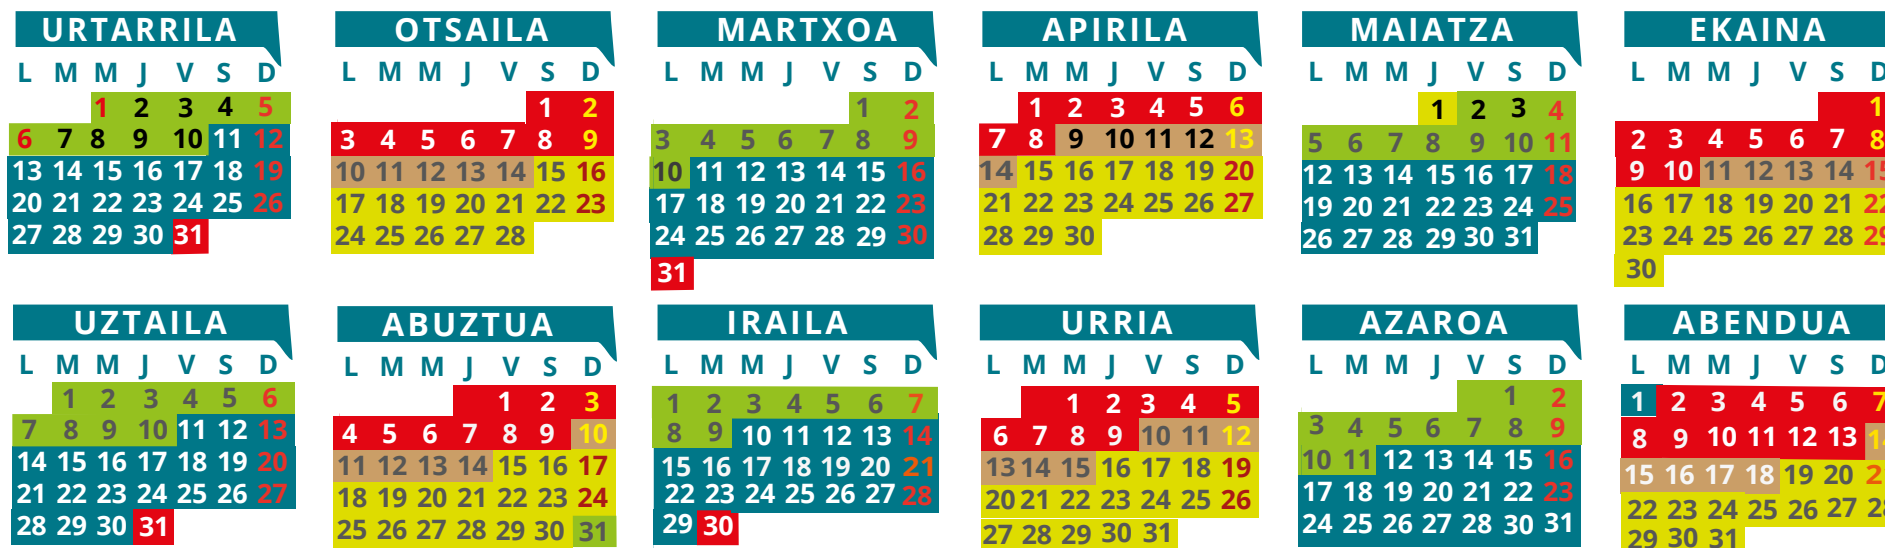 URTARRILA
L M M J V S D
1 2 3 4 5
6 7 8 9 10 11 12
13 14 15 16 17 18 19
20 21 22 23 24 25 26
27 28 29 30 31
OTSAILA
L M M J V S D
1 2
3 4 5 6 7 8 9
10 11 12 13 14 15 16
17 18 19 20 21 22 23
24 25 26 27 28
MARTXOA
L M M J V S D
1 2
3 4 5 6 7 8 9
10 11 12 13 14 15 16
17 18 19 20 21 22 23
24 25 26 27 28 29 30
31
APIRILA
L M M J V S D
1 2 3 4 5 6
7 8 9 10 11 12 13
14 15 16 17 18 19 20
21 22 23 24 25 26 27
28 29 30
MAIATZA
L M M J V S D
1 2 3 4
5 6 7 8 9 10 11
12 13 14 15 16 17 18
19 20 21 22 23 24 25
26 27 28 29 30 31
EKAINA
L M M J V S D
1
2 3 4 5 6 7 8
9 10 11 12 13 14 15
16 17 18 19 20 21 22
23 24 25 26 27 28 29
30
UZTAILA
L M M J V S D
1 2 3 4 5 6
7 8 9 10 11 12 13
14 15 16 17 18 19 20
21 22 23 24 25 26 27
28 29 30 31
ABUZTUA
L M M J V S D
1 2 3
4 5 6 7 8 9 10
11 12 13 14 15 16 17
18 19 20 21 22 23 24
25 26 27 28 29 30 31
IRAILA
L M M J V S D
1 2 3 4 5 6 7
8 9 10 11 12 13 14
15 16 17 18 19 20 21
22 23 24 25 26 27 28
29 30
URRIA
L M M J V S D
1 2 3 4 5
6 7 8 9 10 11 12
13 14 15 16 17 18 19
20 21 22 23 24 25 26
27 28 29 30 31
AZAROA
L M M J V S D
1 2
3 4 5 6 7 8 9
10 11 12 13 14 15 16
17 18 19 20 21 22 23
24 25 26 27 28 30 31
ABENDUA
L M M J V S D
1 2 3 4 5 6 7
8 9 10 11 12 13 14
15 16 17 18 19 20 2
22 23 24 25 26 27 28
29 30 31